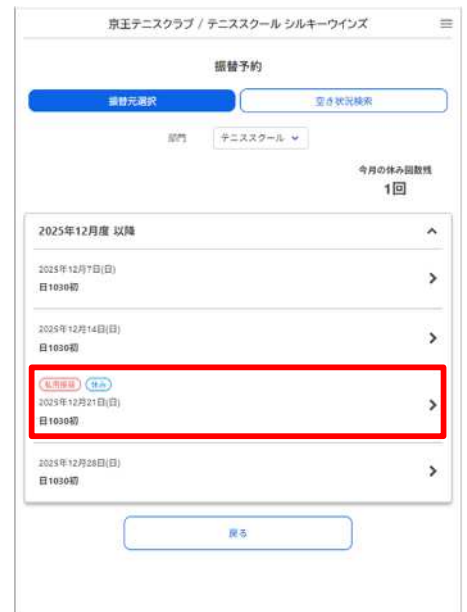 京王テニスクラブ / テニススクール シルキーウインズ
振替予約
振替元選択
空き状況検索
部門
テニススクール
今月の休み回数残
1回
2025年12月度 以降
2025年12月7日(日)
日1030初
2025年12月14日(日)
日1030初
私用振替 休み
2025年12月21日(日)
日1030初
2025年12月28日(日)
日1030初
戻る